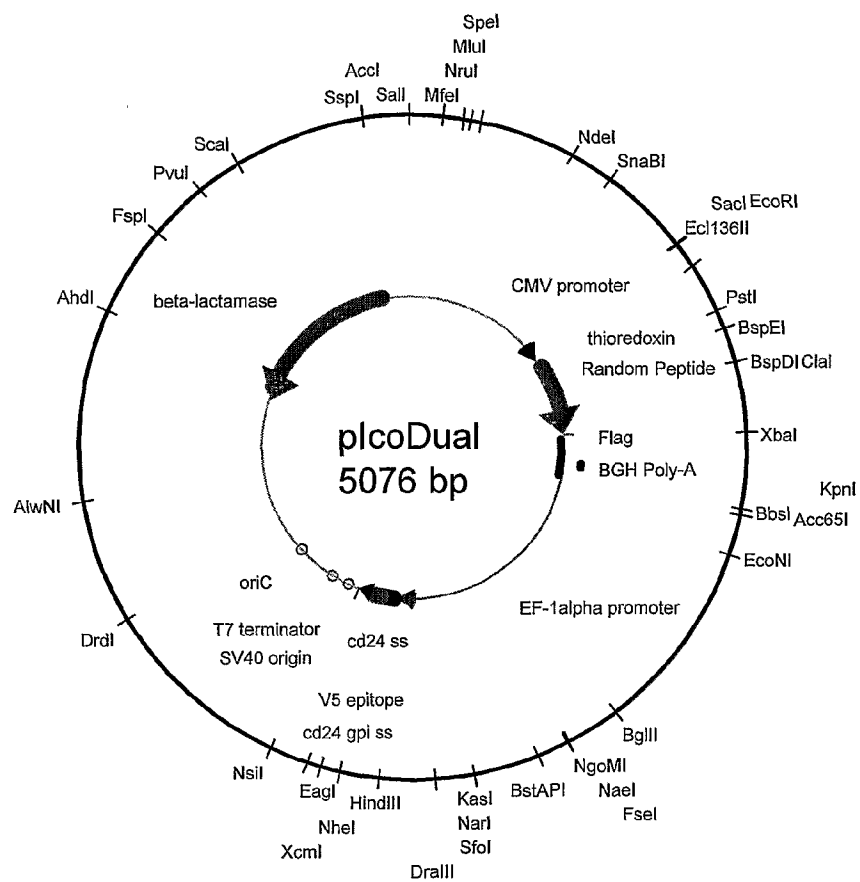 SpeI
MluI
AccI NruI
SspI SalI MfeI
ScaI NdeI
PvuI SnaBI
FspI SacI EcoRI
Ecl136II
AhdI beta-lactamase CMV promoter PstI
thioredoxin BspEI
Random Peptide BspDI ClaI
pIcoDual Flag XbaI
5076 bp BGH Poly-A
KpnI
AlwNI BbsI Acc65I
EcoNI
oriC EF-1alpha promoter
T7 terminator
DrdI SV40 origin cd24 ss
V5 epitope
cd24 gpi ss BglII
NsiI NgoMI
EagI HindIII KasI BstAPI NaeI
NheI NarI FseI
XcmI SfoI
DraIII